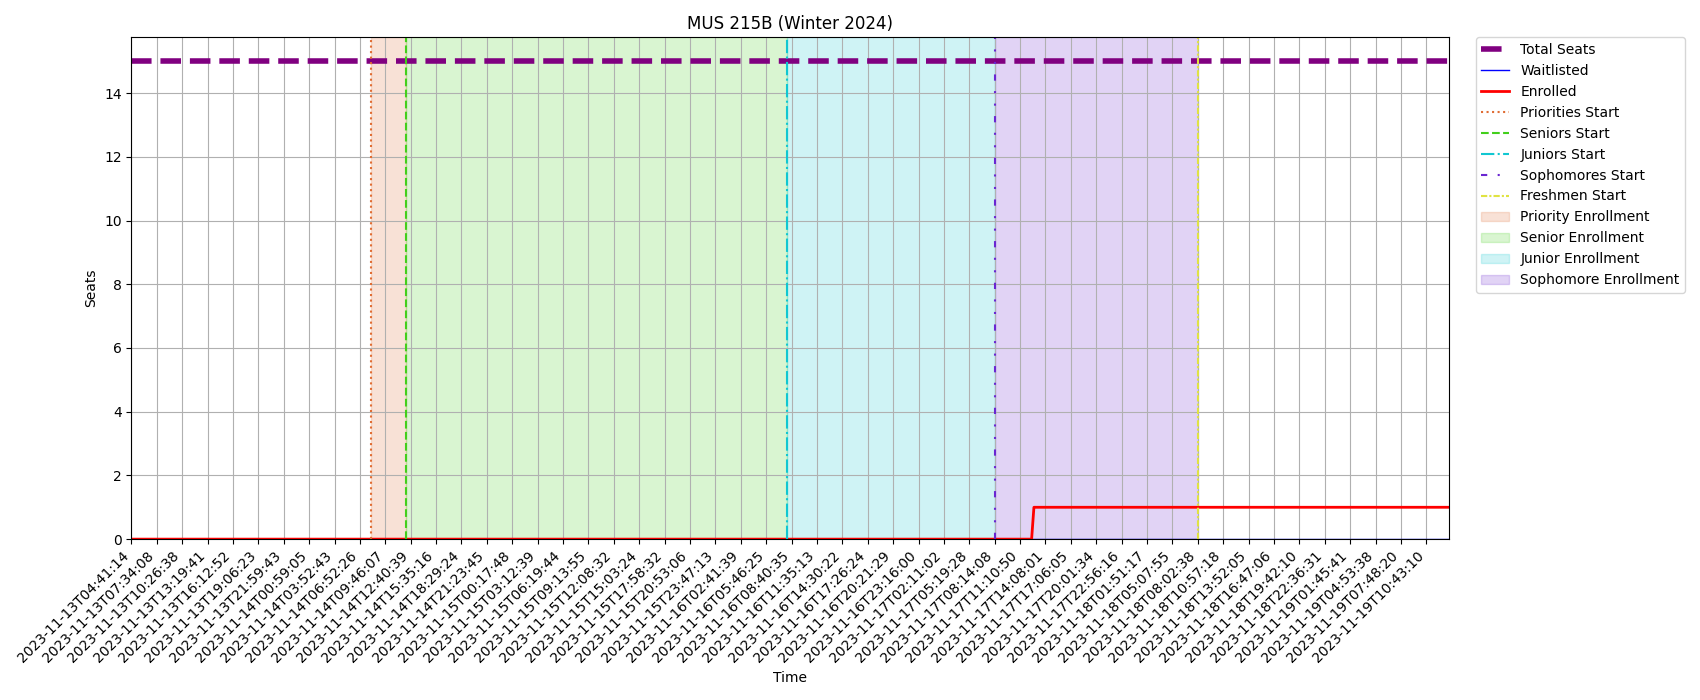 MUS 215B (Winter 2024)
Seats
14
12
10
8
6
4
2
0
2023-11-13T04:41:14
2023-11-13T07:34:08
2023-11-13T10:26:38
2023-11-13T13:19:41
2023-11-13T16:12:52
2023-11-13T19:06:23
2023-11-13T21:59:43
2023-11-14T00:59:05
2023-11-14T03:52:43
2023-11-14T06:52:26
2023-11-14T09:46:07
2023-11-14T12:40:39
2023-11-14T15:35:16
2023-11-14T18:29:24
2023-11-14T21:23:45
2023-11-15T00:17:48
2023-11-15T03:12:39
2023-11-15T06:19:44
2023-11-15T09:13:55
2023-11-15T12:08:32
2023-11-15T15:03:24
2023-11-15T17:58:32
2023-11-15T20:53:06
2023-11-15T23:47:13
2023-11-16T02:41:39
2023-11-16T05:46:25
2023-11-16T08:40:35
2023-11-16T11:35:13
2023-11-16T14:30:22
2023-11-16T17:26:24
2023-11-16T20:21:29
2023-11-16T23:16:00
2023-11-17T02:11:02
2023-11-17T05:19:28
2023-11-17T08:14:08
2023-11-17T11:10:50
2023-11-17T14:08:01
2023-11-17T17:06:05
2023-11-17T20:01:34
2023-11-17T22:56:16
2023-11-18T01:51:17
2023-11-18T05:07:55
2023-11-18T08:02:38
2023-11-18T10:57:18
2023-11-18T13:52:05
2023-11-18T16:47:06
2023-11-18T19:42:10
2023-11-18T22:36:31
2023-11-19T01:45:41
2023-11-19T04:53:38
2023-11-19T07:48:20
2023-11-19T10:43:10
Time
Total Seats
Waitlisted
Enrolled
Priorities Start
Seniors Start
Juniors Start
Sophomores Start
Freshmen Start
Priority Enrollment
Senior Enrollment
Junior Enrollment
Sophomore Enrollment